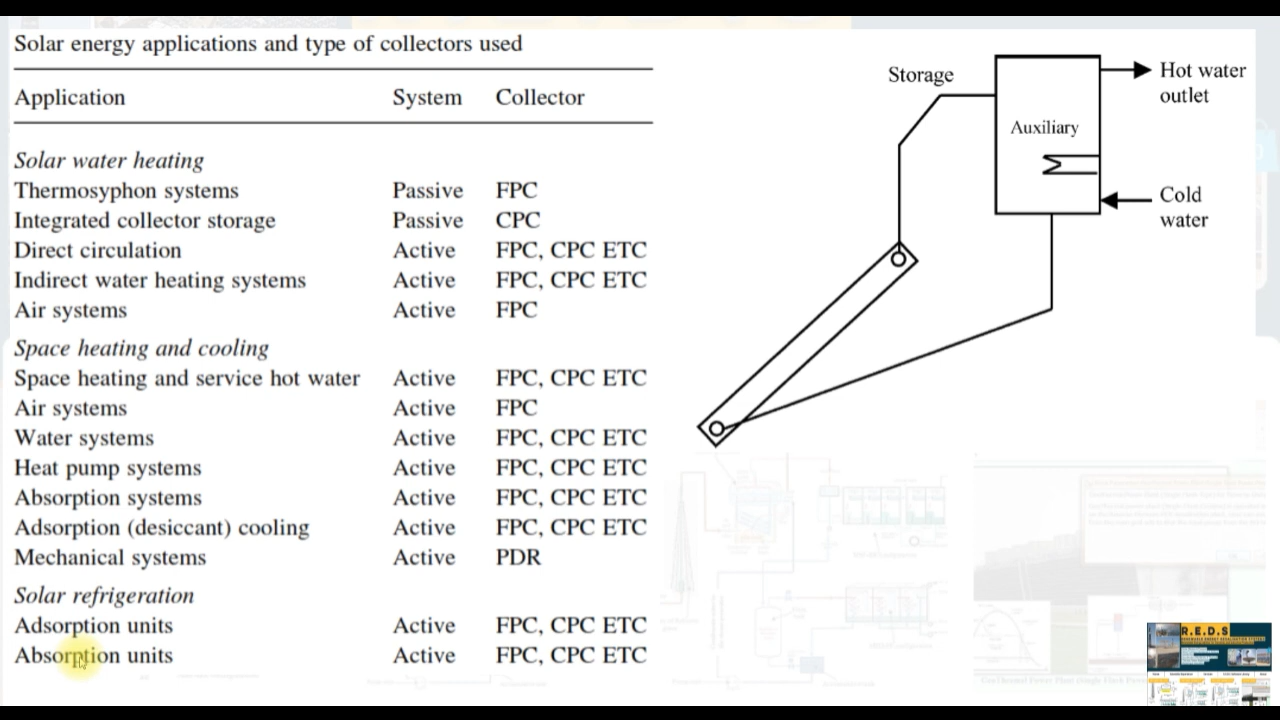 Solar energy applications and type of collectors used
Application System Collector
Solar water heating
Thermosyphon systems Passive FPC
Integrated collector storage Passive CPC
Direct circulation Active FPC, CPC ETC
Indirect water heating systems Active FPC, CPC ETC
Air systems Active FPC
Space heating and cooling
Space heating and service hot water Active FPC, CPC ETC
Air systems Active FPC
Water systems Active FPC, CPC ETC
Heat pump systems Active FPC, CPC ETC
Absorption systems Active FPC, CPC ETC
Adsorption (desiccant) cooling Active FPC, CPC ETC
Mechanical systems Active PDR
Solar refrigeration
Adsorption units Active FPC, CPC ETC
Absorption units Active FPC, CPC ETC
Storage
Hot water
outlet
Auxiliary
Cold
water
R.E.D.S